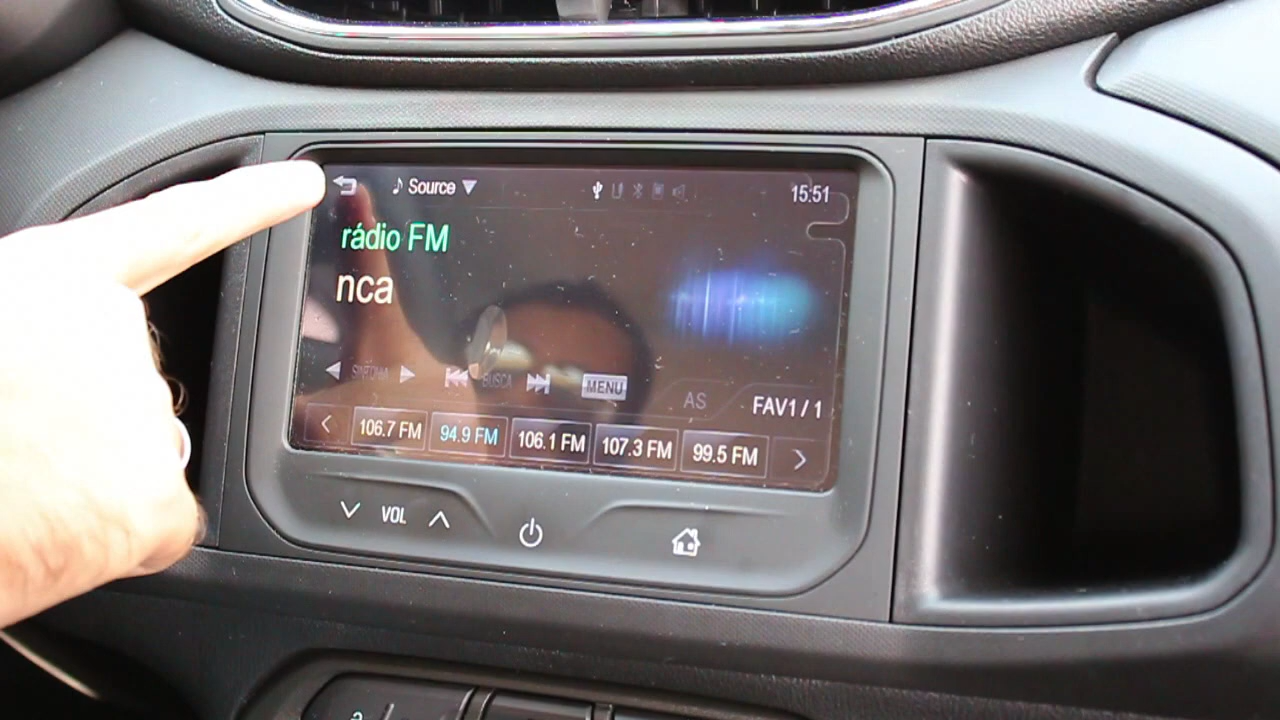 Source
15:51
rádio FM
nca
SINTONIA BUSCA MENU
AS FAV1 / 1
106.7 FM 94.9 FM 106.1 FM 107.3 FM 99.5 FM
VOL